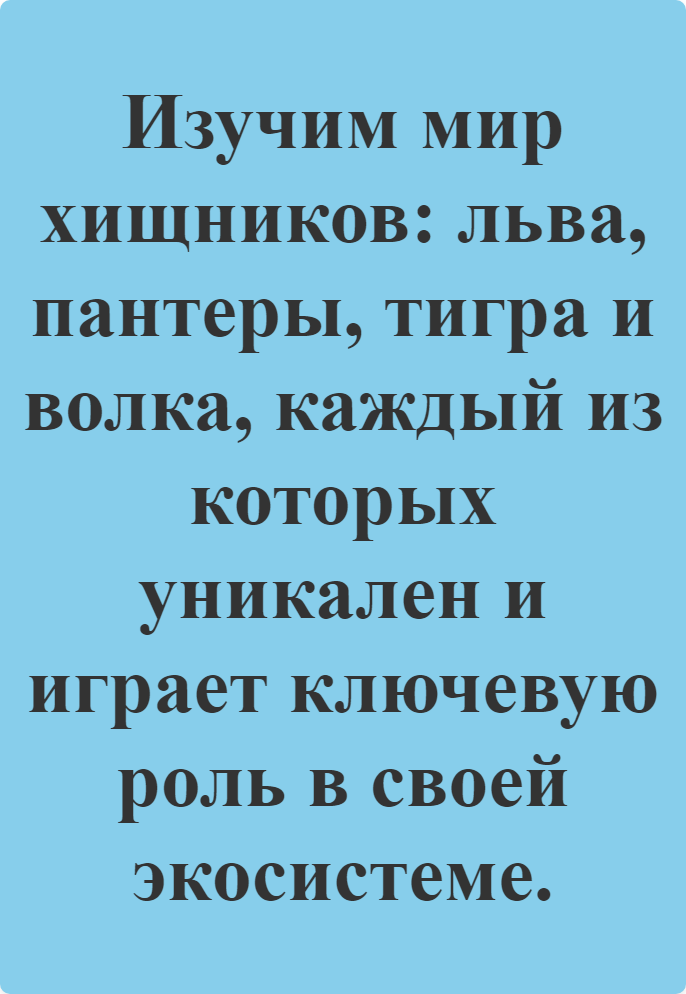 Изучим мир
хищников: льва,
пантеры, тигра и
волка, каждый из
которых
уникален и
играет ключевую
роль в своей
экосистеме.